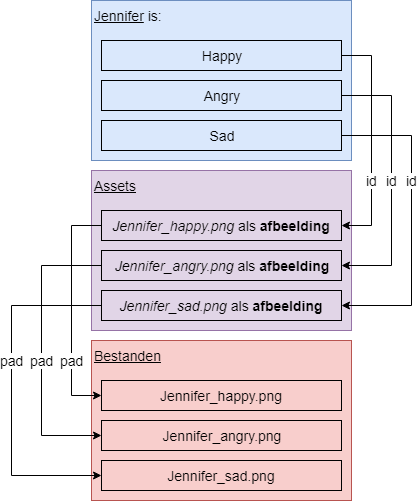 Jennifer is:
Happy
Angry
Sad
id id id
Assets
Jennifer_happy.png als afbeelding
Jennifer_angry.png als afbeelding
Jennifer_sad.png als afbeelding
pad pad pad
Bestanden
Jennifer_happy.png
Jennifer_angry.png
Jennifer_sad.png